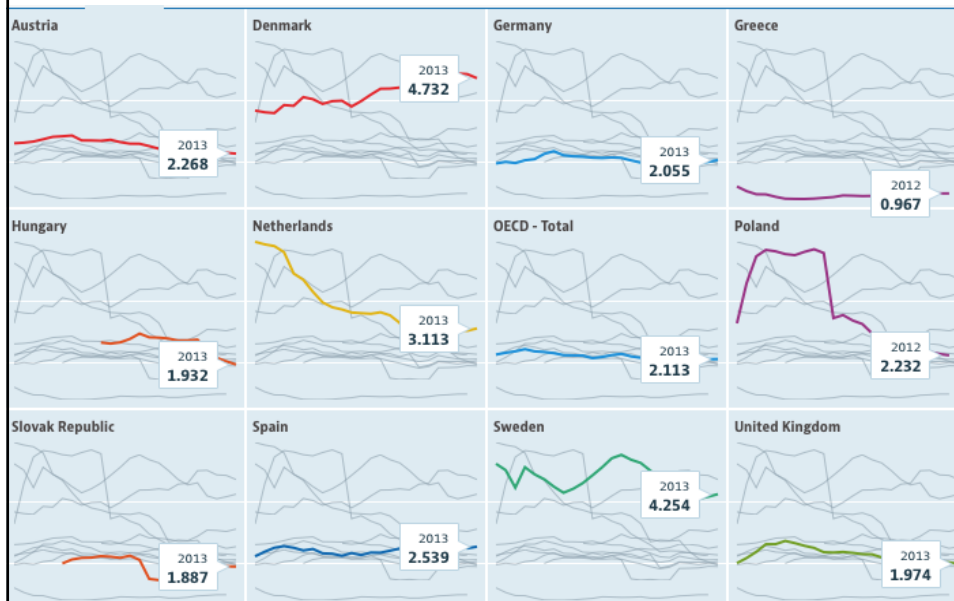 Austria
2013
2.268
Denmark
2013
4.732
Germany
2013
2.055
Greece
2012
0.967
Hungary
2013
1.932
Netherlands
2013
3.113
OECD - Total
2013
2.113
Poland
2012
2.232
Slovak Republic
2013
1.887
Spain
2013
2.539
Sweden
2013
4.254
United Kingdom
2013
1.974